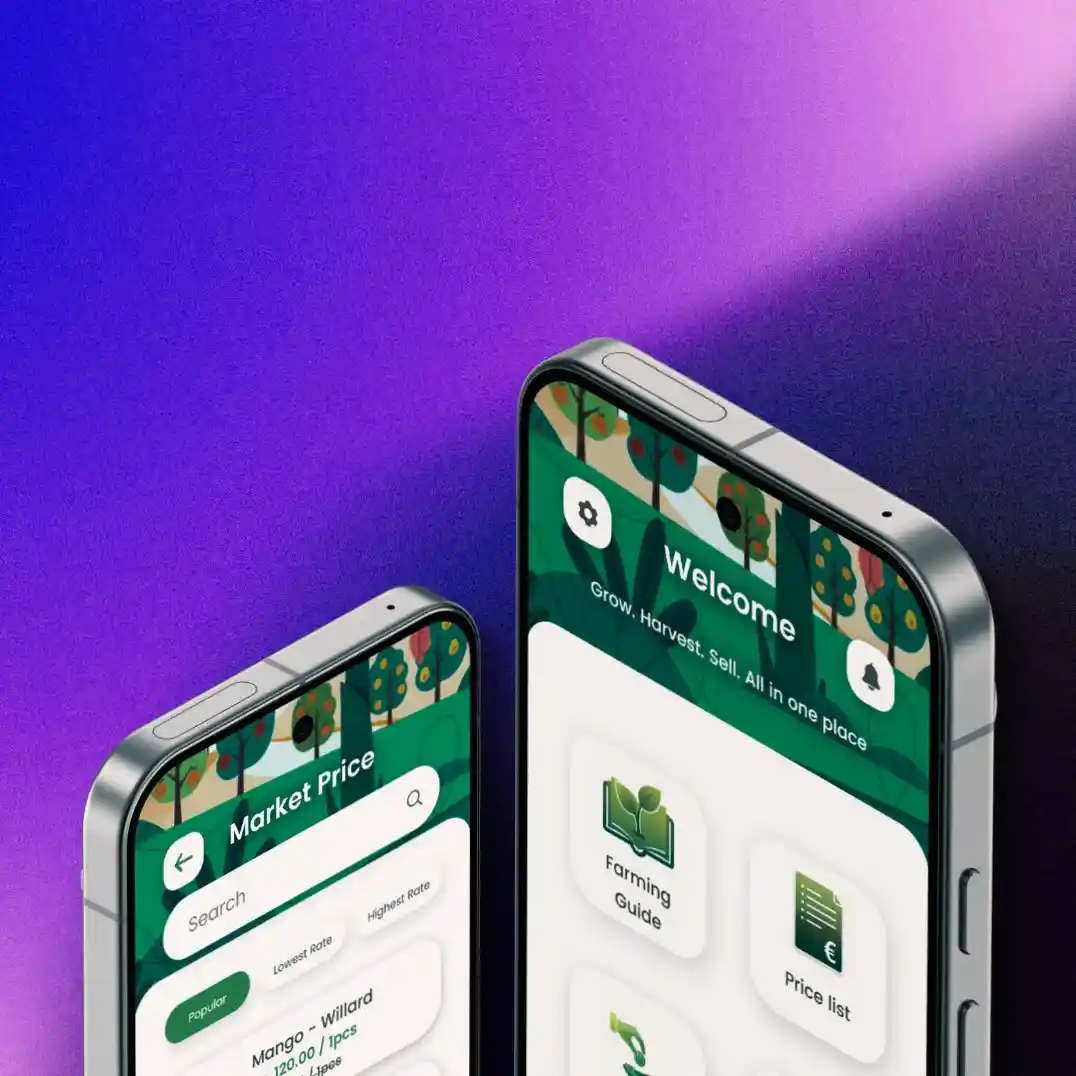 Welcome
Grow. Harvest. Sell. All in one place
Farming
Guide
Price list
€
Market Price
Search
Popular
Lowest Rate
Highest Rate
Mango - Willard
120.00 / 1pcs
/ 1pcs